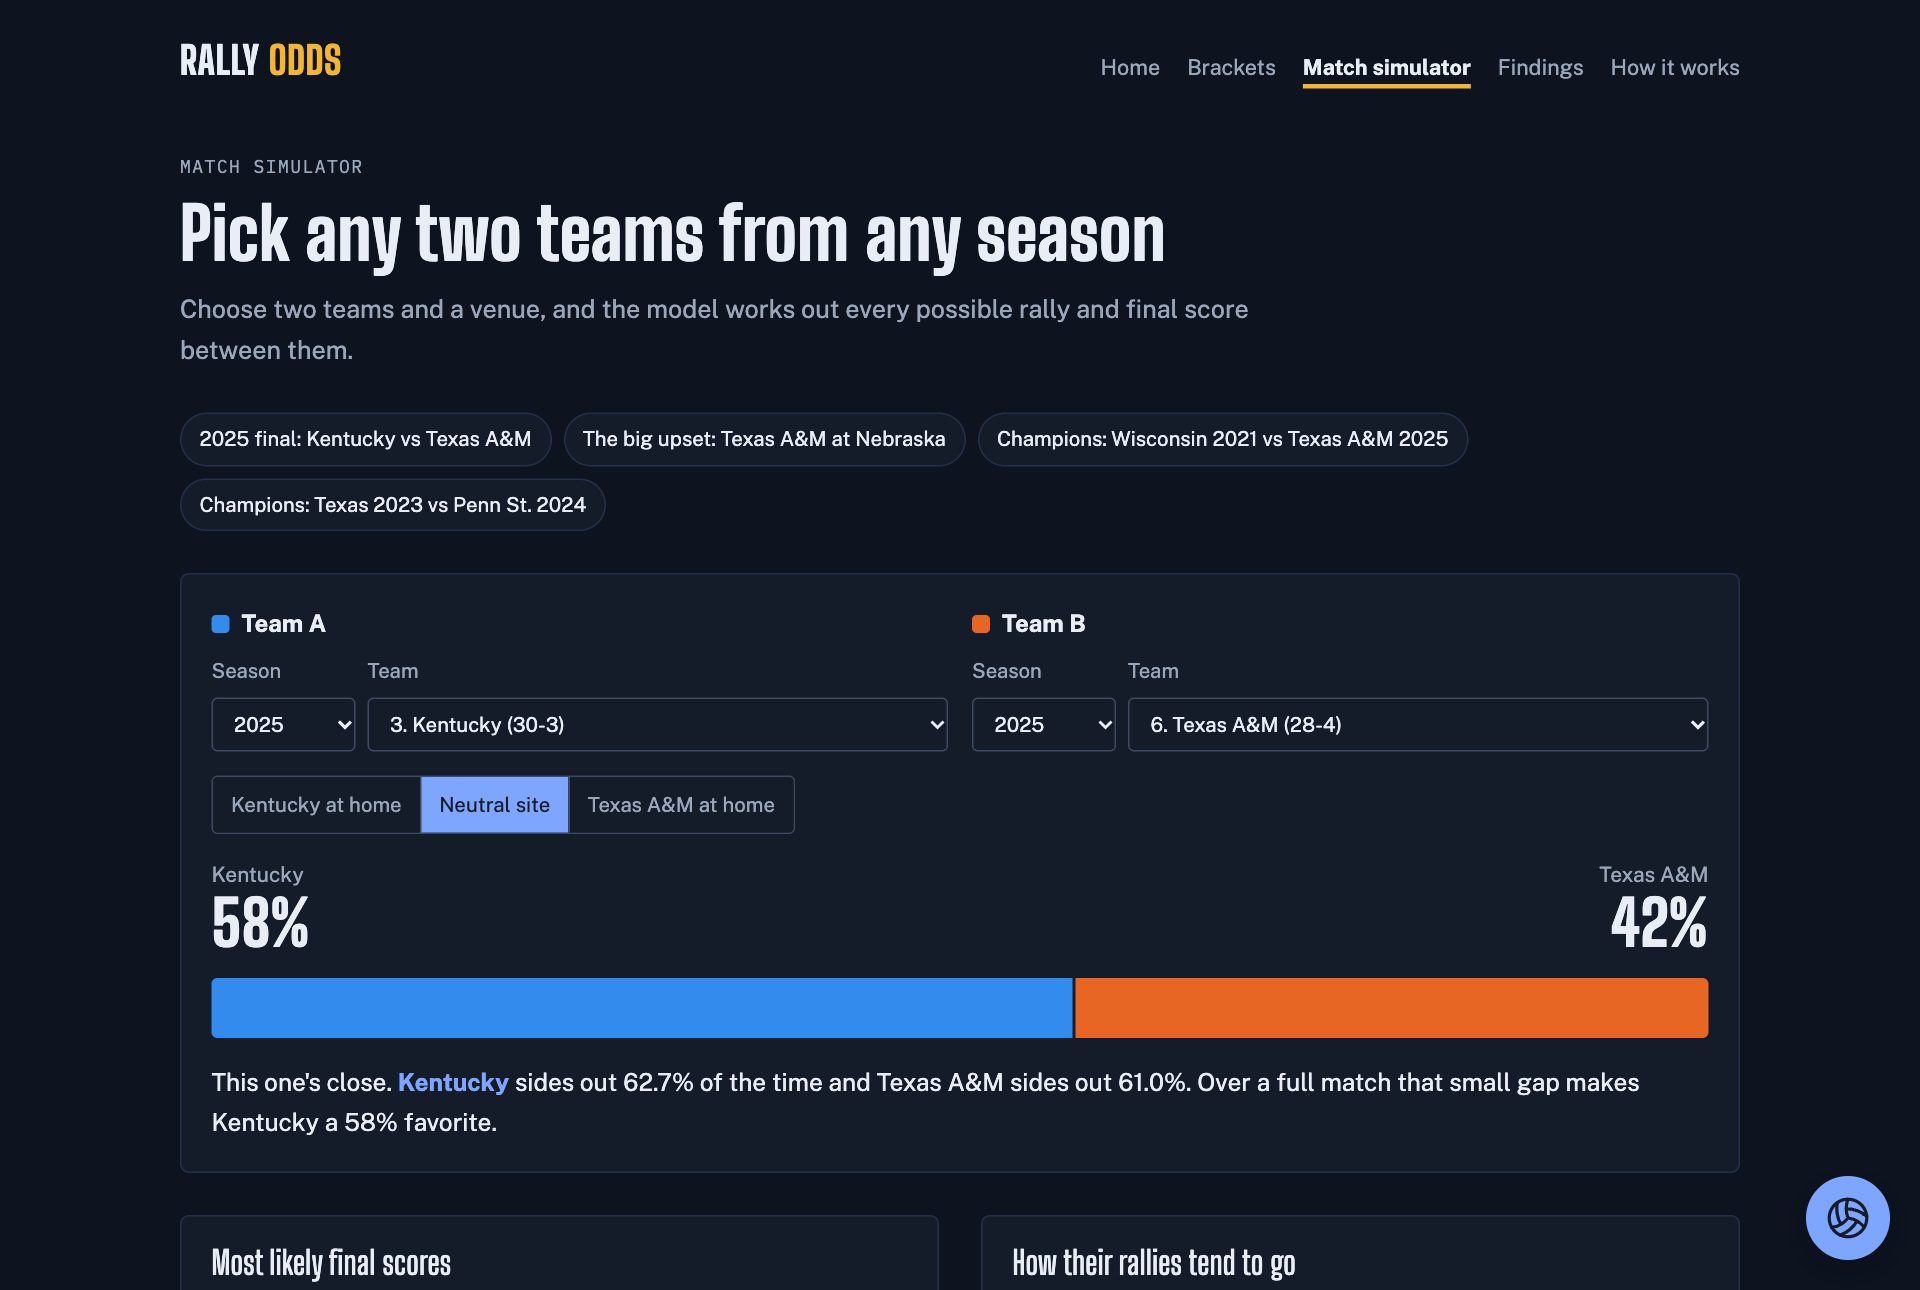 RALLY ODDS
Home Brackets Match simulator Findings How it works
MATCH SIMULATOR
Pick any two teams from any season
Choose two teams and a venue, and the model works out every possible rally and final score
between them.
2025 final: Kentucky vs Texas A&M The big upset: Texas A&M at Nebraska Champions: Wisconsin 2021 vs Texas A&M 2025
Champions: Texas 2023 vs Penn St. 2024
Team A Team B
Season Team Season Team
2025 3. Kentucky (30-3) 2025 6. Texas A&M (28-4)
Kentucky at home Neutral site Texas A&M at home
Kentucky Texas A&M
58% 42%
This one's close. Kentucky sides out 62.7% of the time and Texas A&M sides out 61.0%. Over a full match that small gap makes
Kentucky a 58% favorite.
Most likely final scores How their rallies tend to go